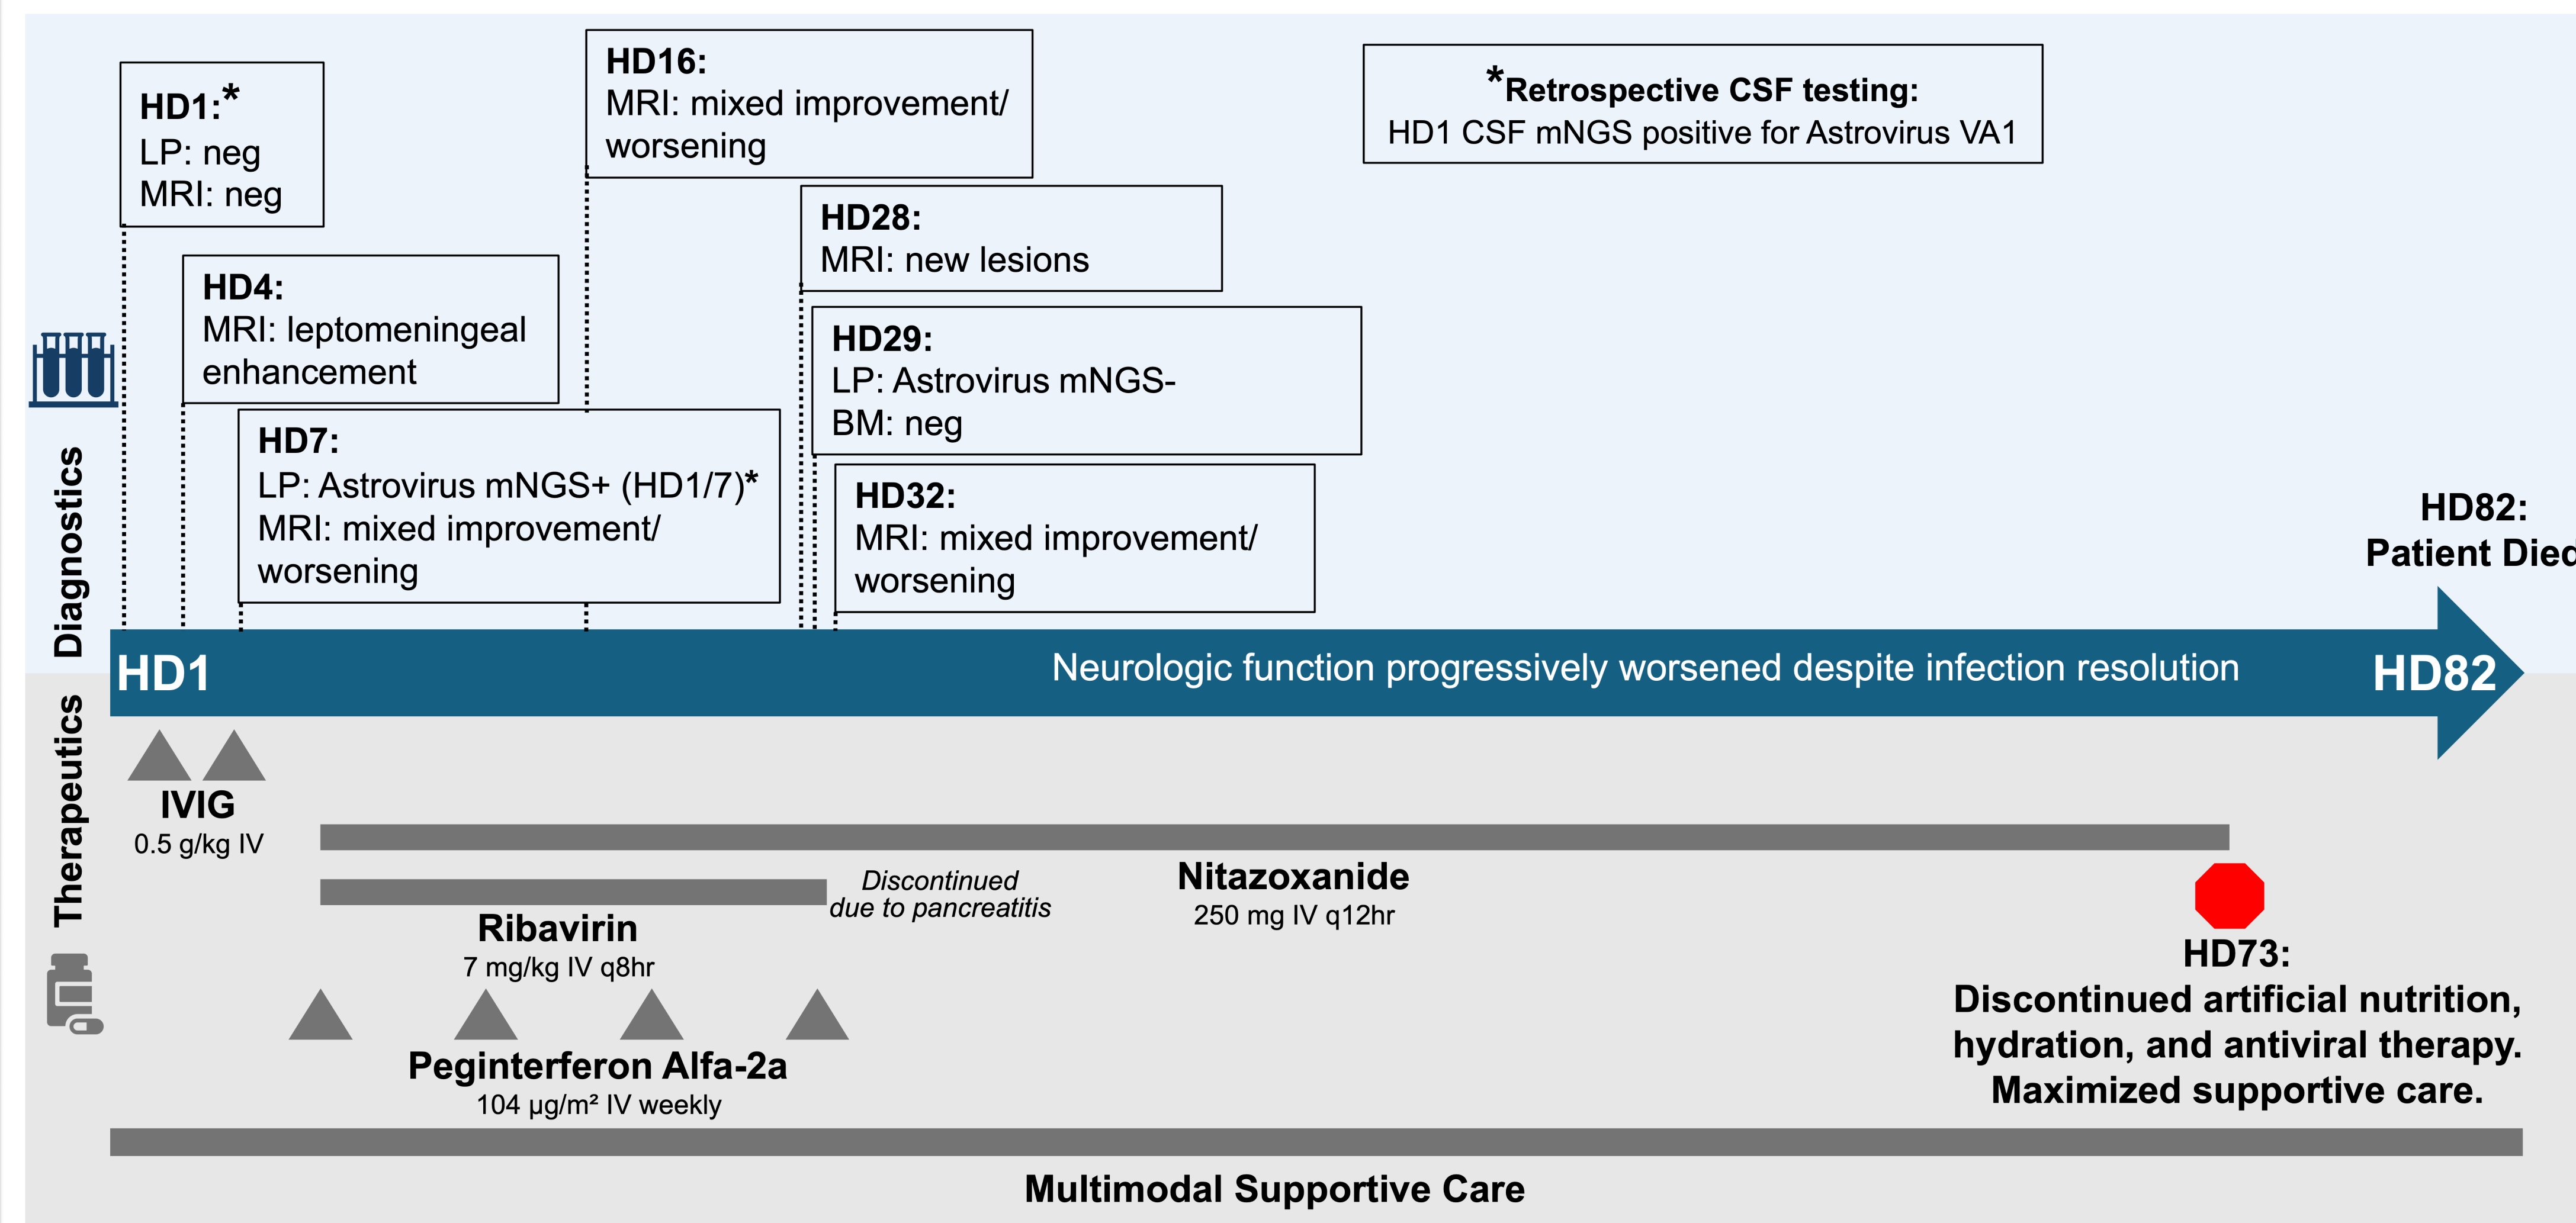 HD1:*
LP: neg
MRI: neg
HD16:
MRI: mixed improvement/
worsening
*Retrospective CSF testing:
HD1 CSF mNGS positive for Astrovirus VA1
HD28:
MRI: new lesions
HD4:
MRI: leptomeningeal
enhancement
HD29:
LP: Astrovirus mNGS-
BM: neg
HD7:
LP: Astrovirus mNGS+ (HD1/7)*
MRI: mixed improvement/
worsening
HD32:
MRI: mixed improvement/
worsening
Diagnostics
HD82:
Patient Died
HD1
Neurologic function progressively worsened despite infection resolution
HD82
Therapeutics
IVIG
0.5 g/kg IV
Discontinued
due to pancreatitis
Nitazoxanide
250 mg IV q12hr
Ribavirin
7 mg/kg IV q8hr
HD73:
Discontinued artificial nutrition,
hydration, and antiviral therapy.
Maximized supportive care.
Peginterferon Alfa-2a
104 µg/m² IV weekly
Multimodal Supportive Care